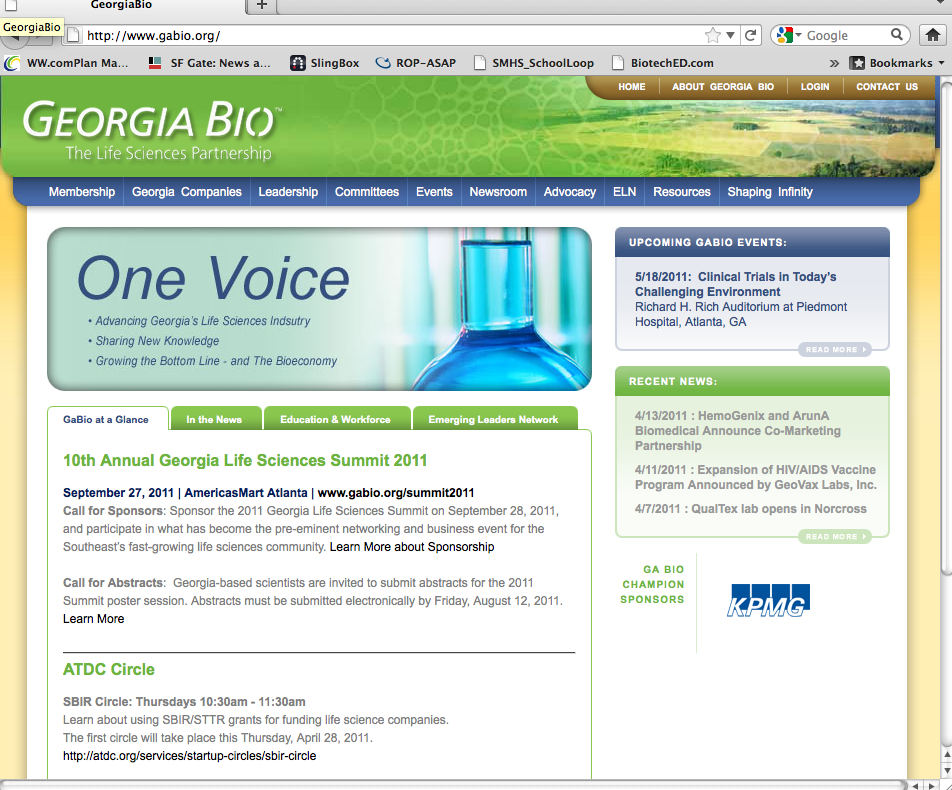 GeorgiaBio
GeorgiaBio
http://www.gabio.org/
Google
WW.comPlan Ma...
SF Gate: News a...
SlingBox
ROP-ASAP
SMHS_SchoolLoop
BiotechED.com
»
Bookmarks
HOME
ABOUT GEORGIA BIO
LOGIN
CONTACT US
GEORGIA BIO™
The Life Sciences Partnership
Membership
Georgia Companies
Leadership
Committees
Events
Newsroom
Advocacy
ELN
Resources
Shaping Infinity
One Voice
• Advancing Georgia's Life Sciences Indsutry
• Sharing New Knowledge
• Growing the Bottom Line - and The Bioeconomy
GaBio at a Glance
In the News
Education & Workforce
Emerging Leaders Network
10th Annual Georgia Life Sciences Summit 2011
September 27, 2011 | AmericasMart Atlanta | www.gabio.org/summit2011
Call for Sponsors: Sponsor the 2011 Georgia Life Sciences Summit on September 28, 2011,
and participate in what has become the pre-eminent networking and business event for the
Southeast's fast-growing life sciences community. Learn More about Sponsorship
Call for Abstracts: Georgia-based scientists are invited to submit abstracts for the 2011
Summit poster session. Abstracts must be submitted electronically by Friday, August 12, 2011.
Learn More
ATDC Circle
SBIR Circle: Thursdays 10:30am - 11:30am
Learn about using SBIR/STTR grants for funding life science companies.
The first circle will take place this Thursday, April 28, 2011.
http://atdc.org/services/startup-circles/sbir-circle
UPCOMING GABIO EVENTS:
5/18/2011: Clinical Trials in Today's
Challenging Environment
Richard H. Rich Auditorium at Piedmont
Hospital, Atlanta, GA
READ MORE
RECENT NEWS:
4/13/2011 : HemoGenix and ArunA
Biomedical Announce Co-Marketing
Partnership
4/11/2011 : Expansion of HIV/AIDS Vaccine
Program Announced by GeoVax Labs, Inc.
4/7/2011 : QualTex lab opens in Norcross
READ MORE
GA BIO
CHAMPION
SPONSORS
KPMG